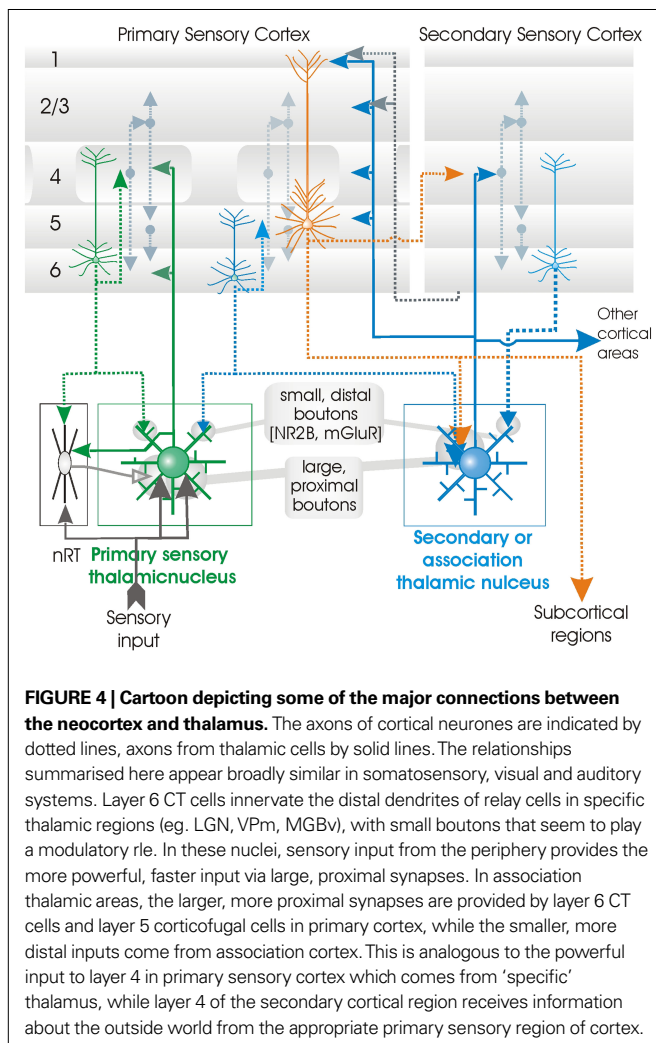 Primary Sensory Cortex
Secondary Sensory Cortex
1
2/3
4
5
6
Other
cortical
areas
small, distal
boutons
[NR2B, mGluR]
large,
proximal
boutons
nRT
Primary sensory
thalamicnucleus
Secondary or
association
thalamic nulceus
Sensory
input
Subcortical
regions
FIGURE 4 | Cartoon depicting some of the major connections between
the neocortex and thalamus. The axons of cortical neurones are indicated by
dotted lines, axons from thalamic cells by solid lines. The relationships
summarised here appear broadly similar in somatosensory, visual and auditory
systems. Layer 6 CT cells innervate the distal dendrites of relay cells in specific
thalamic regions (eg. LGN, VPm, MGBv), with small boutons that seem to play
a modulatory rle. In these nuclei, sensory input from the periphery provides the
more powerful, faster input via large, proximal synapses. In association
thalamic areas, the larger, more proximal synapses are provided by layer 6 CT
cells and layer 5 corticofugal cells in primary cortex, while the smaller, more
distal inputs come from association cortex. This is analogous to the powerful
input to layer 4 in primary sensory cortex which comes from ‘specific’
thalamus, while layer 4 of the secondary cortical region receives information
about the outside world from the appropriate primary sensory region of cortex.